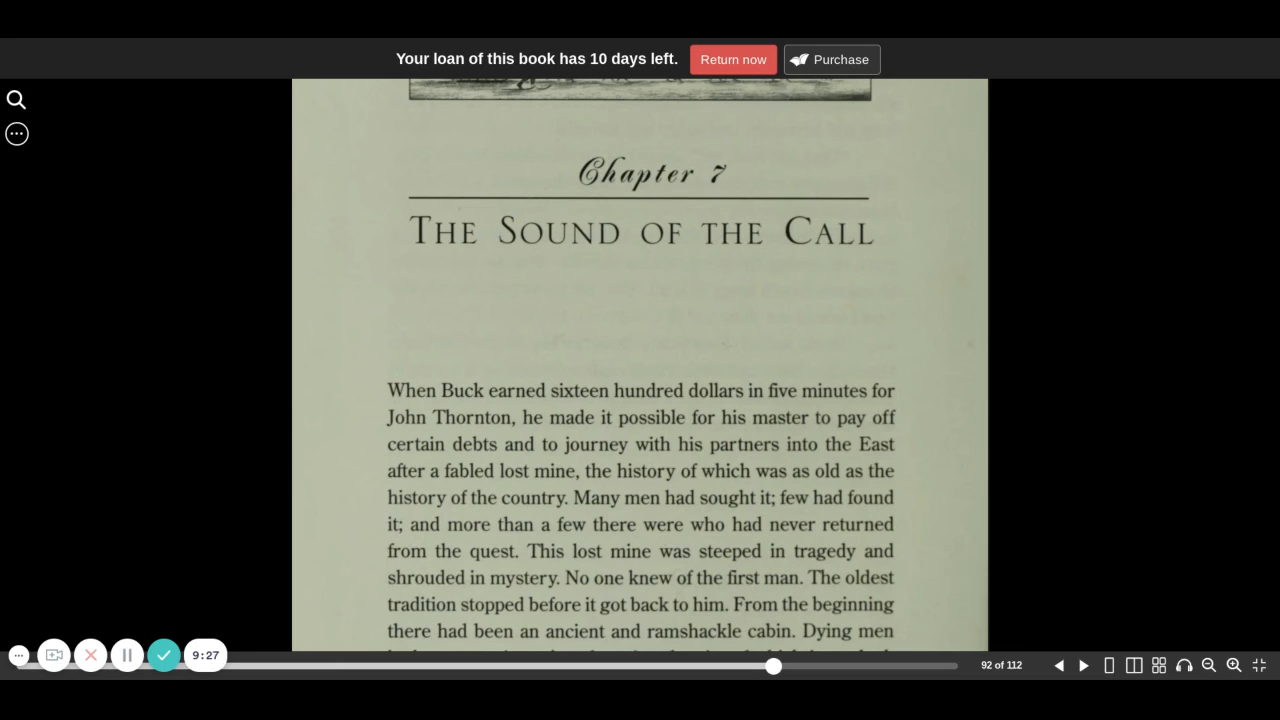 Your loan of this book has 10 days left. Return now Purchase
Chapter 7
THE SOUND OF THE CALL
When Buck earned sixteen hundred dollars in five minutes for
John Thornton, he made it possible for his master to pay off
certain debts and to journey with his partners into the East
after a fabled lost mine, the history of which was as old as the
history of the country. Many men had sought it; few had found
it; and more than a few there were who had never returned
from the quest. This lost mine was steeped in tragedy and
shrouded in mystery. No one knew of the first man. The oldest
tradition stopped before it got back to him. From the beginning
there had been an ancient and ramshackle cabin. Dying men
9:27
92 of 112